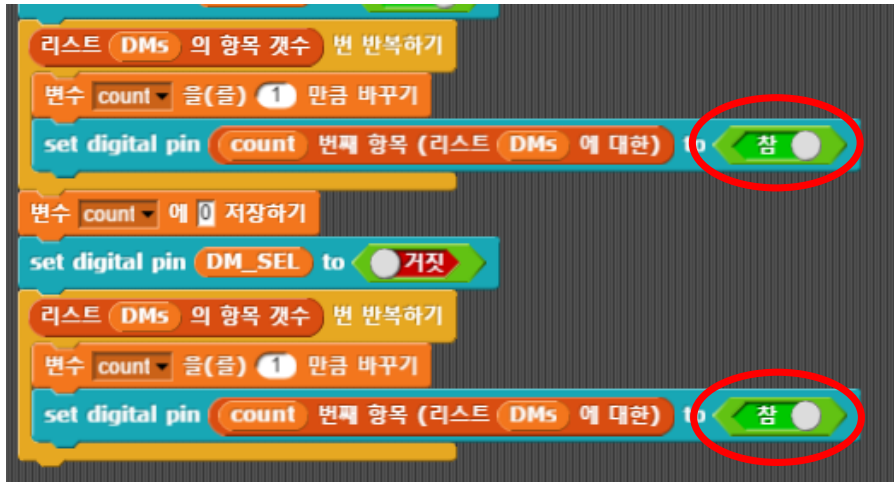 리스트 DMs 의 항목 갯수 번 반복하기
변수 count 을(를) 1 만큼 바꾸기
set digital pin count 번째 항목 (리스트 DMs 에 대한) to 참
변수 count 에 0 저장하기
set digital pin DM_SEL to 거짓
리스트 DMs 의 항목 갯수 번 반복하기
변수 count 을(를) 1 만큼 바꾸기
set digital pin count 번째 항목 (리스트 DMs 에 대한) to 참